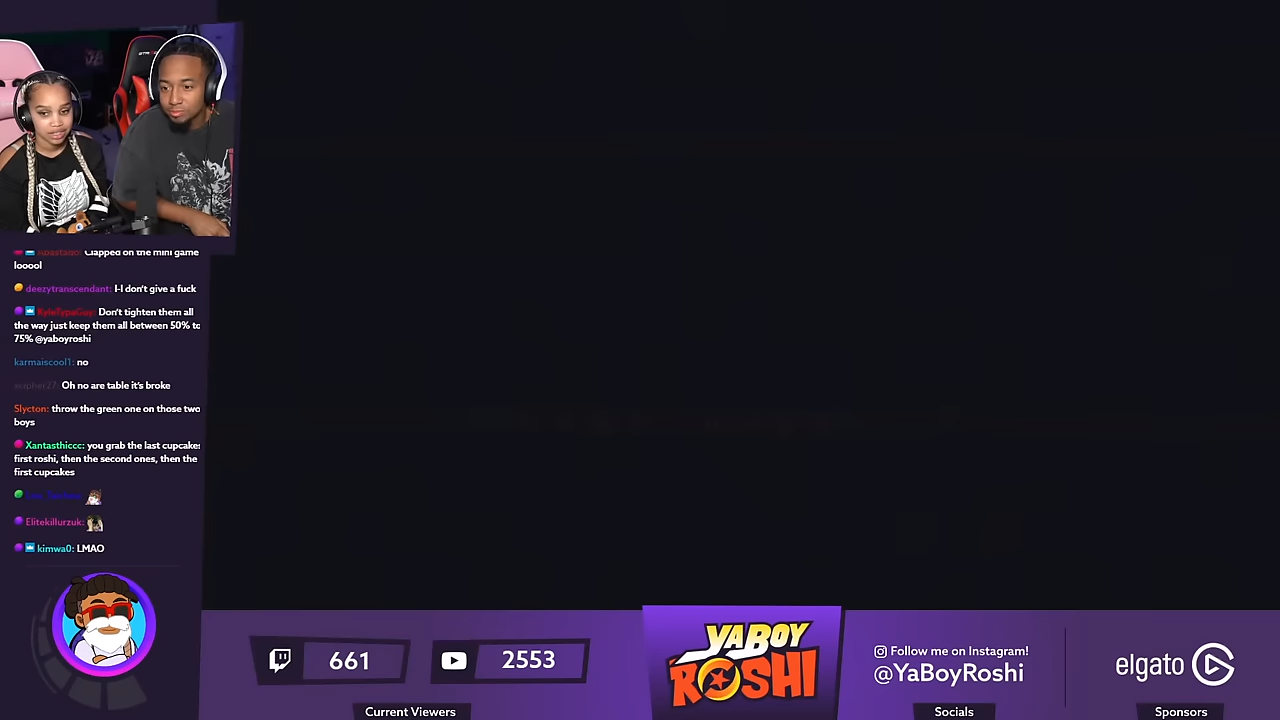 Clapped on the mini game
looool
deezytranscendant: I-I don't give a fuck
KyleTypaGuy: Don't tighten them all
the way just keep them all between 50% to
75% @yaboyroshi
karmaiscool1: no
Oh no are table it's broke
Slycton: throw the green one on those two
boys
Xantasthiccc: you grab the last cupcakes
first roshi, then the second ones, then the
first cupcakes
Elitekillurzuk:
kimwa0: LMAO
661
2553
Current Viewers
YABOY
ROSHI
Follow me on Instagram!
@YaBoyRoshi
Socials
elgato
Sponsors